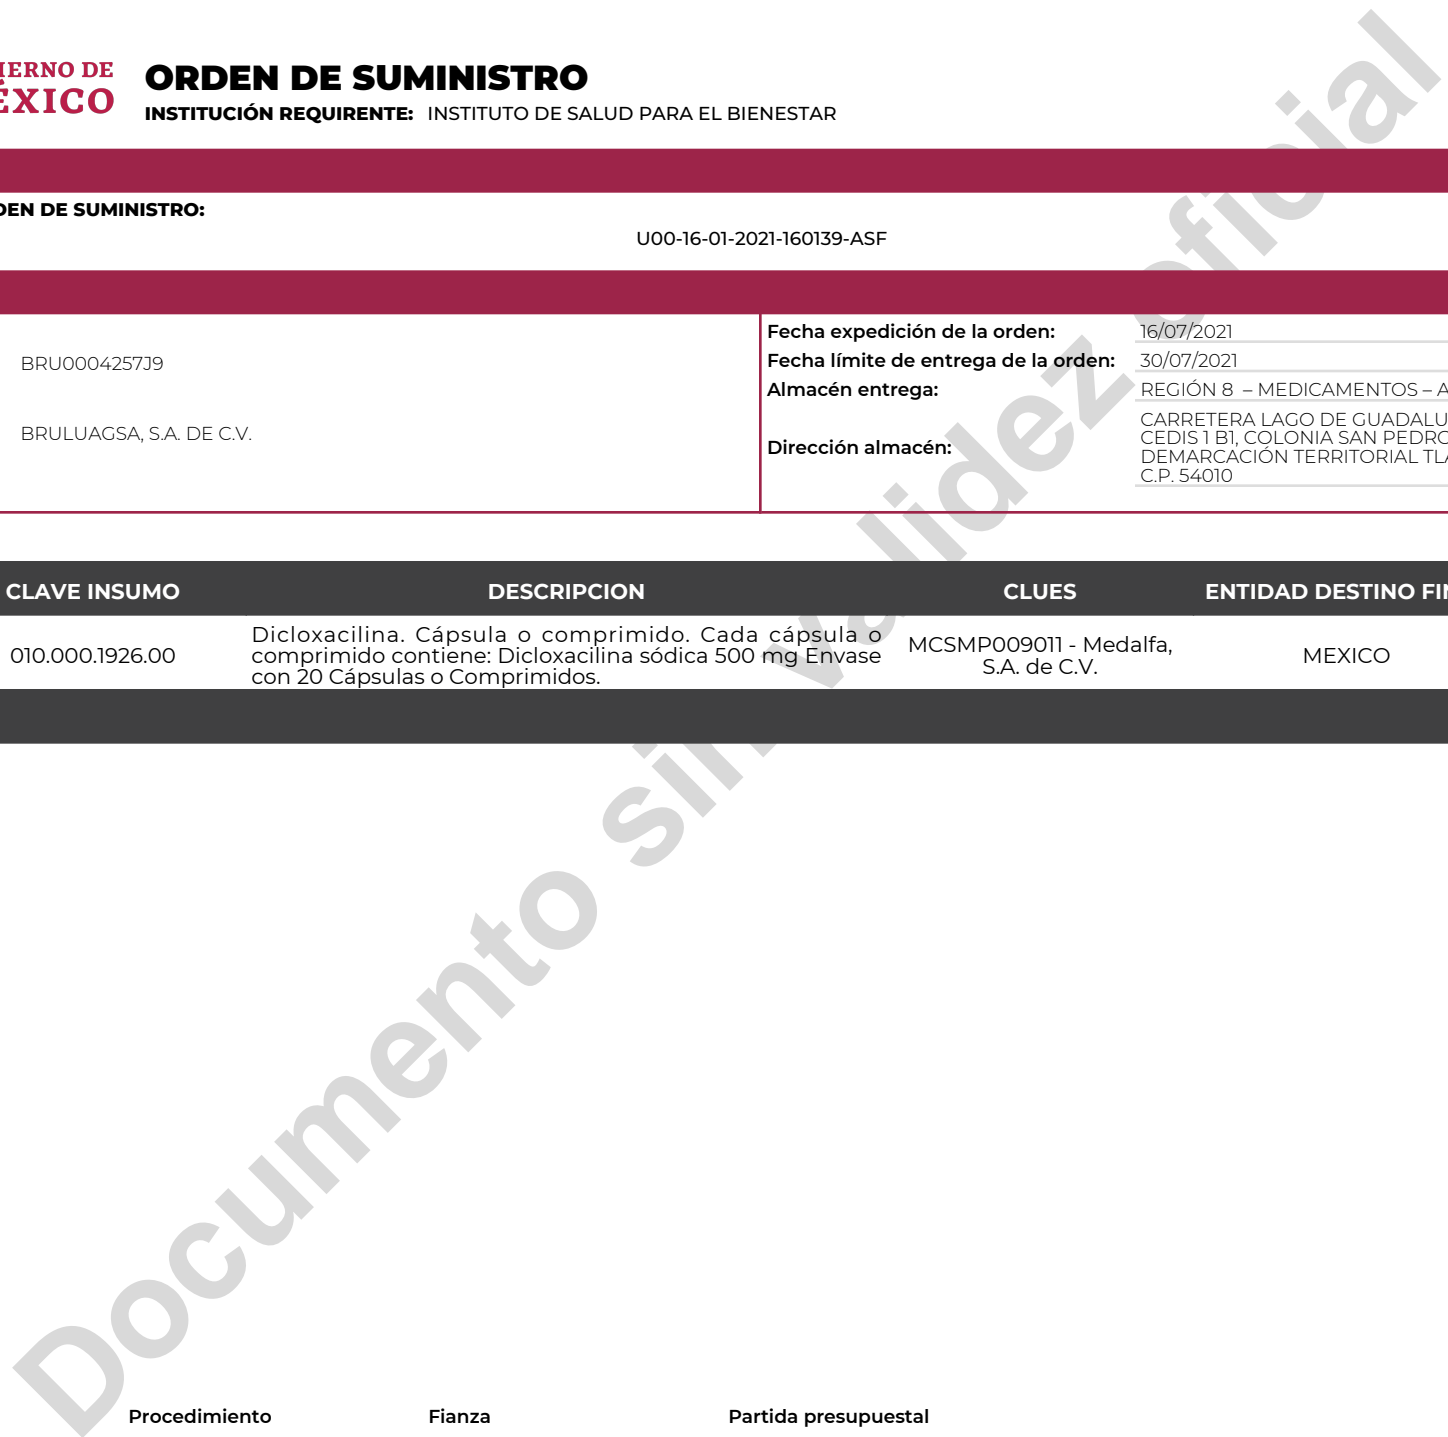 IERNO DE
ÉXICO
ORDEN DE SUMINISTRO
INSTITUCIÓN REQUIRENTE: INSTITUTO DE SALUD PARA EL BIENESTAR
DEN DE SUMINISTRO:
U00-16-01-2021-160139-ASF
BRU0004257J9
BRULUAGSA, S.A. DE C.V.
Fecha expedición de la orden: 16/07/2021
Fecha límite de entrega de la orden: 30/07/2021
Almacén entrega: REGIÓN 8 – MEDICAMENTOS – A
Dirección almacén:
CARRETERA LAGO DE GUADALU
CEDIS 1 B1, COLONIA SAN PEDRO
DEMARCACIÓN TERRITORIAL TLA
C.P. 54010
CLAVE INSUMO DESCRIPCION CLUES ENTIDAD DESTINO FIN
010.000.1926.00
Dicloxacilina. Cápsula o comprimido. Cada cápsula o
comprimido contiene: Dicloxacilina sódica 500 mg Envase
con 20 Cápsulas o Comprimidos.
MCSMP009011 - Medalfa,
S.A. de C.V.
MEXICO
Documento sin validez oficial
Procedimiento Fianza Partida presupuestal